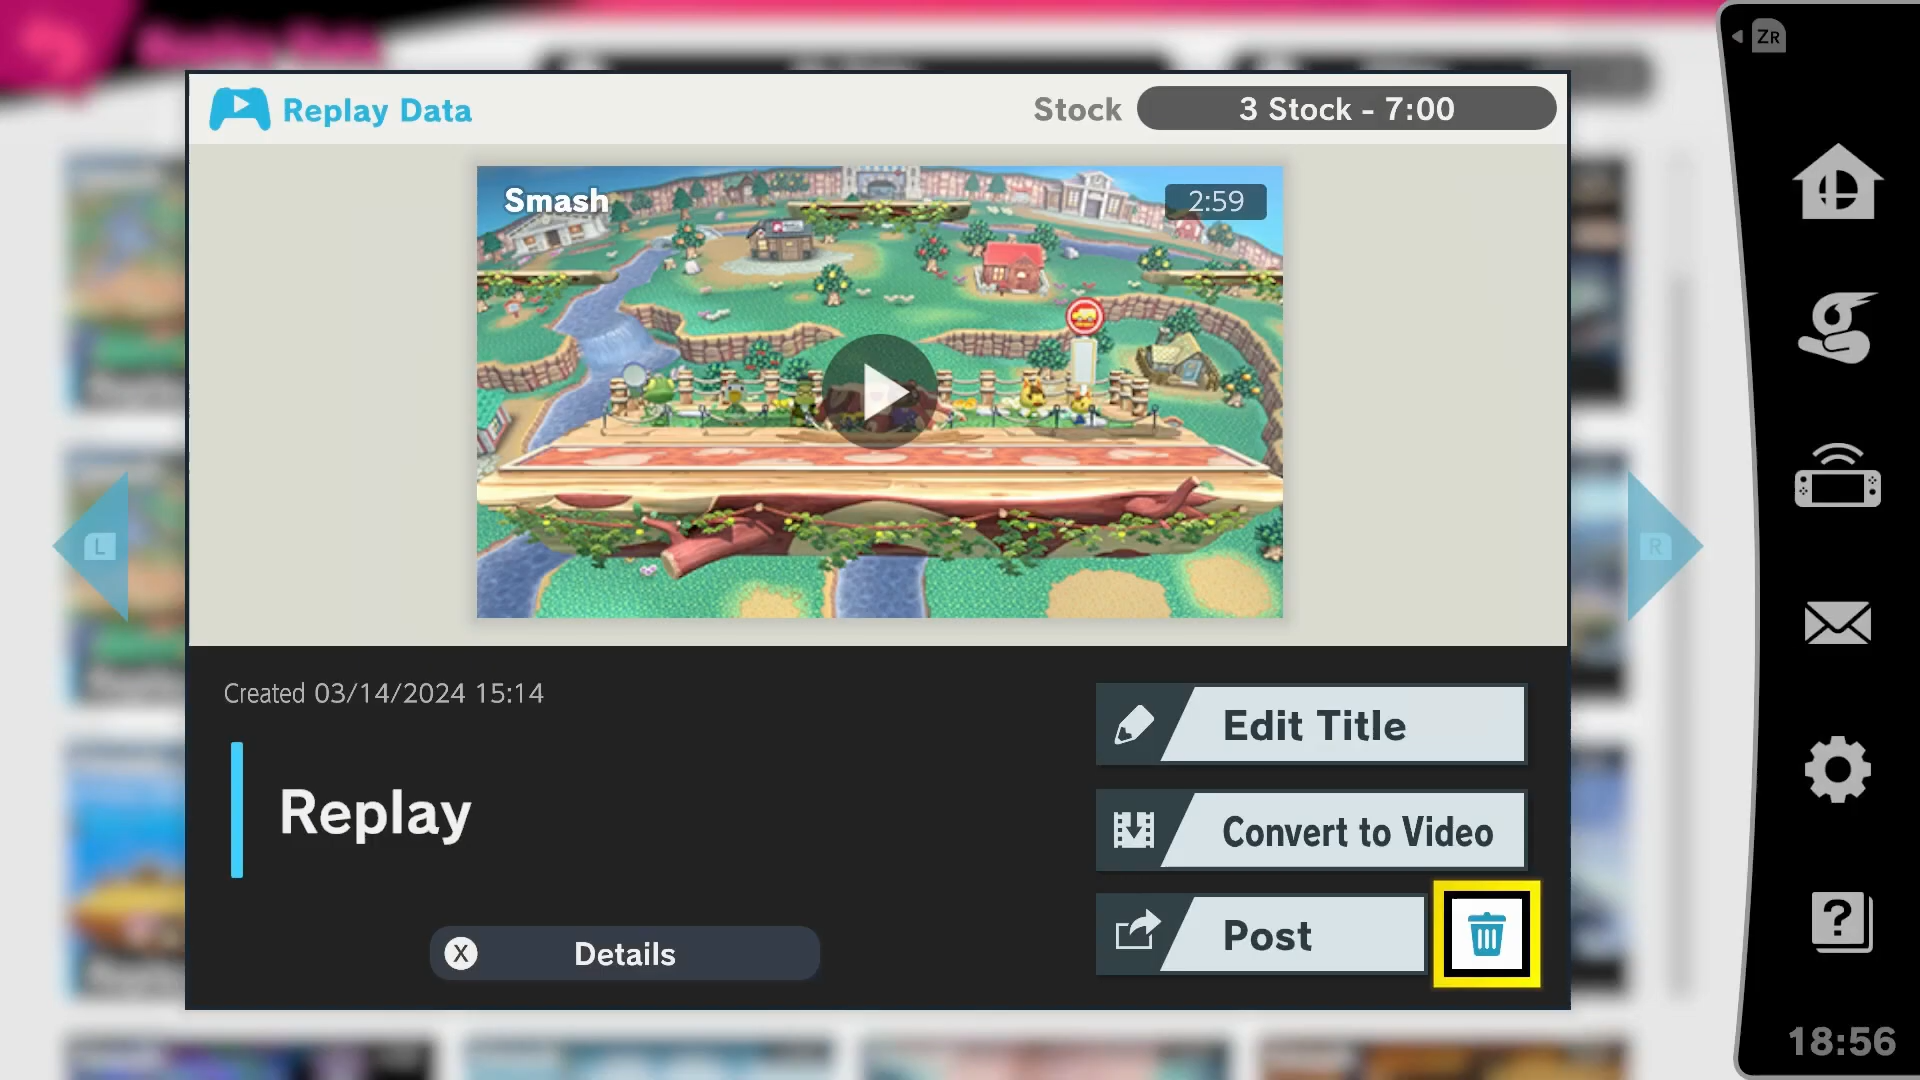 ZR
Replay Data
Stock
3 Stock - 7:00
Smash
2:59
L
R
Created 03/14/2024 15:14
Replay
X Details
Edit Title
Convert to Video
Post
?
18:56